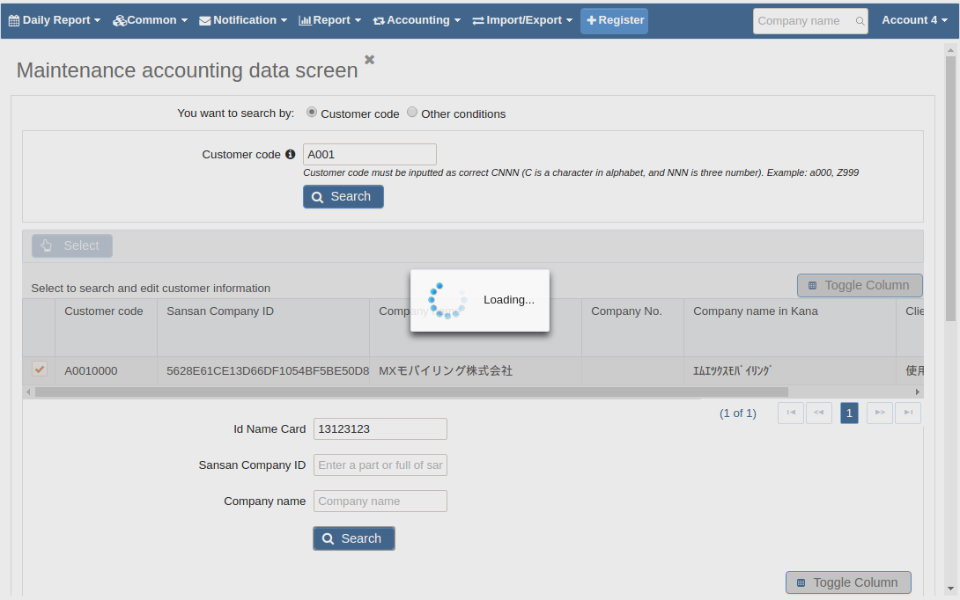 Daily Report Common Notification Report Accounting Import/Export Register Company name Account 4
Maintenance accounting data screen
You want to search by: Customer code Other conditions
Customer code A001
Customer code must be inputted as correct CNNN (C is a character in alphabet, and NNN is three number). Example: a000, Z999
Search
Select
Select to search and edit customer information Toggle Column
Loading...
Customer code Sansan Company ID Company No. Company name in Kana
A0010000 5628E61CE13D66DF1054BF5BE50D8 MXモバイリング株式会社 ｴﾑｴｯｸｽﾓﾊﾞｲﾘﾝｸﾞ 使用
(1 of 1) 1
Id Name Card 13123123
Sansan Company ID Enter a part or full of sar
Company name Company name
Search
Toggle Column